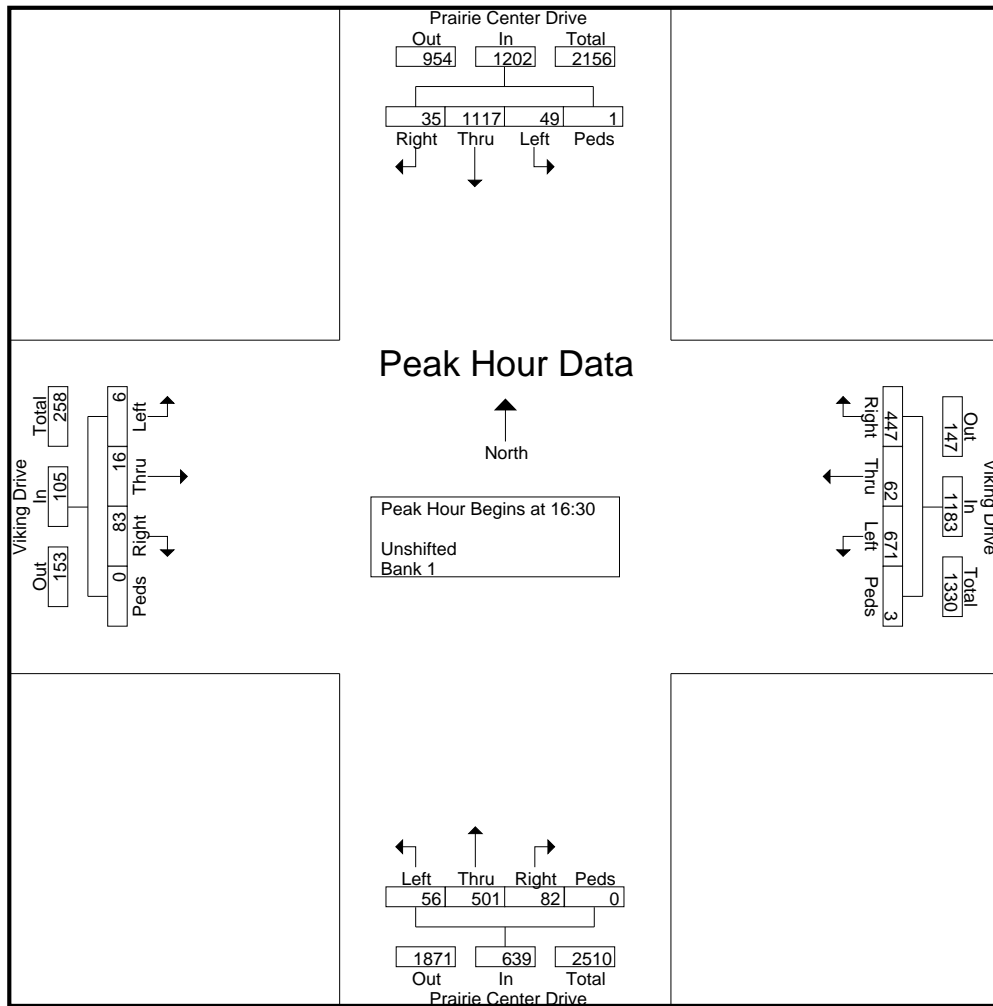 Prairie Center Drive
Out In Total
954 1202 2156
35 1117 49 1
Right Thru Left Peds
Peak Hour Data
North
Peak Hour Begins at 16:30
Unshifted
Bank 1
Viking Drive
Out In Total
153 105 258
Left Thru Right Peds
6 16 83 0
Viking Drive
Out In Total
147 1183 1330
Right Thru Left Peds
447 62 671 3
Left Thru Right Peds
56 501 82 0
1871 639 2510
Out In Total
Prairie Center Drive